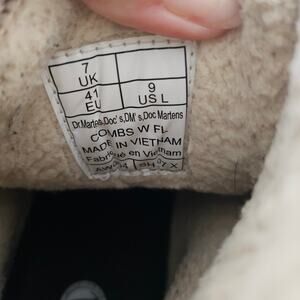 7
UK
41
EU
9
US L
Dr.Martens,Doc's,DM's,Doc Martens
COMBS W FL
MADE IN VIETNAM
Fabriqué en Vietnam
X